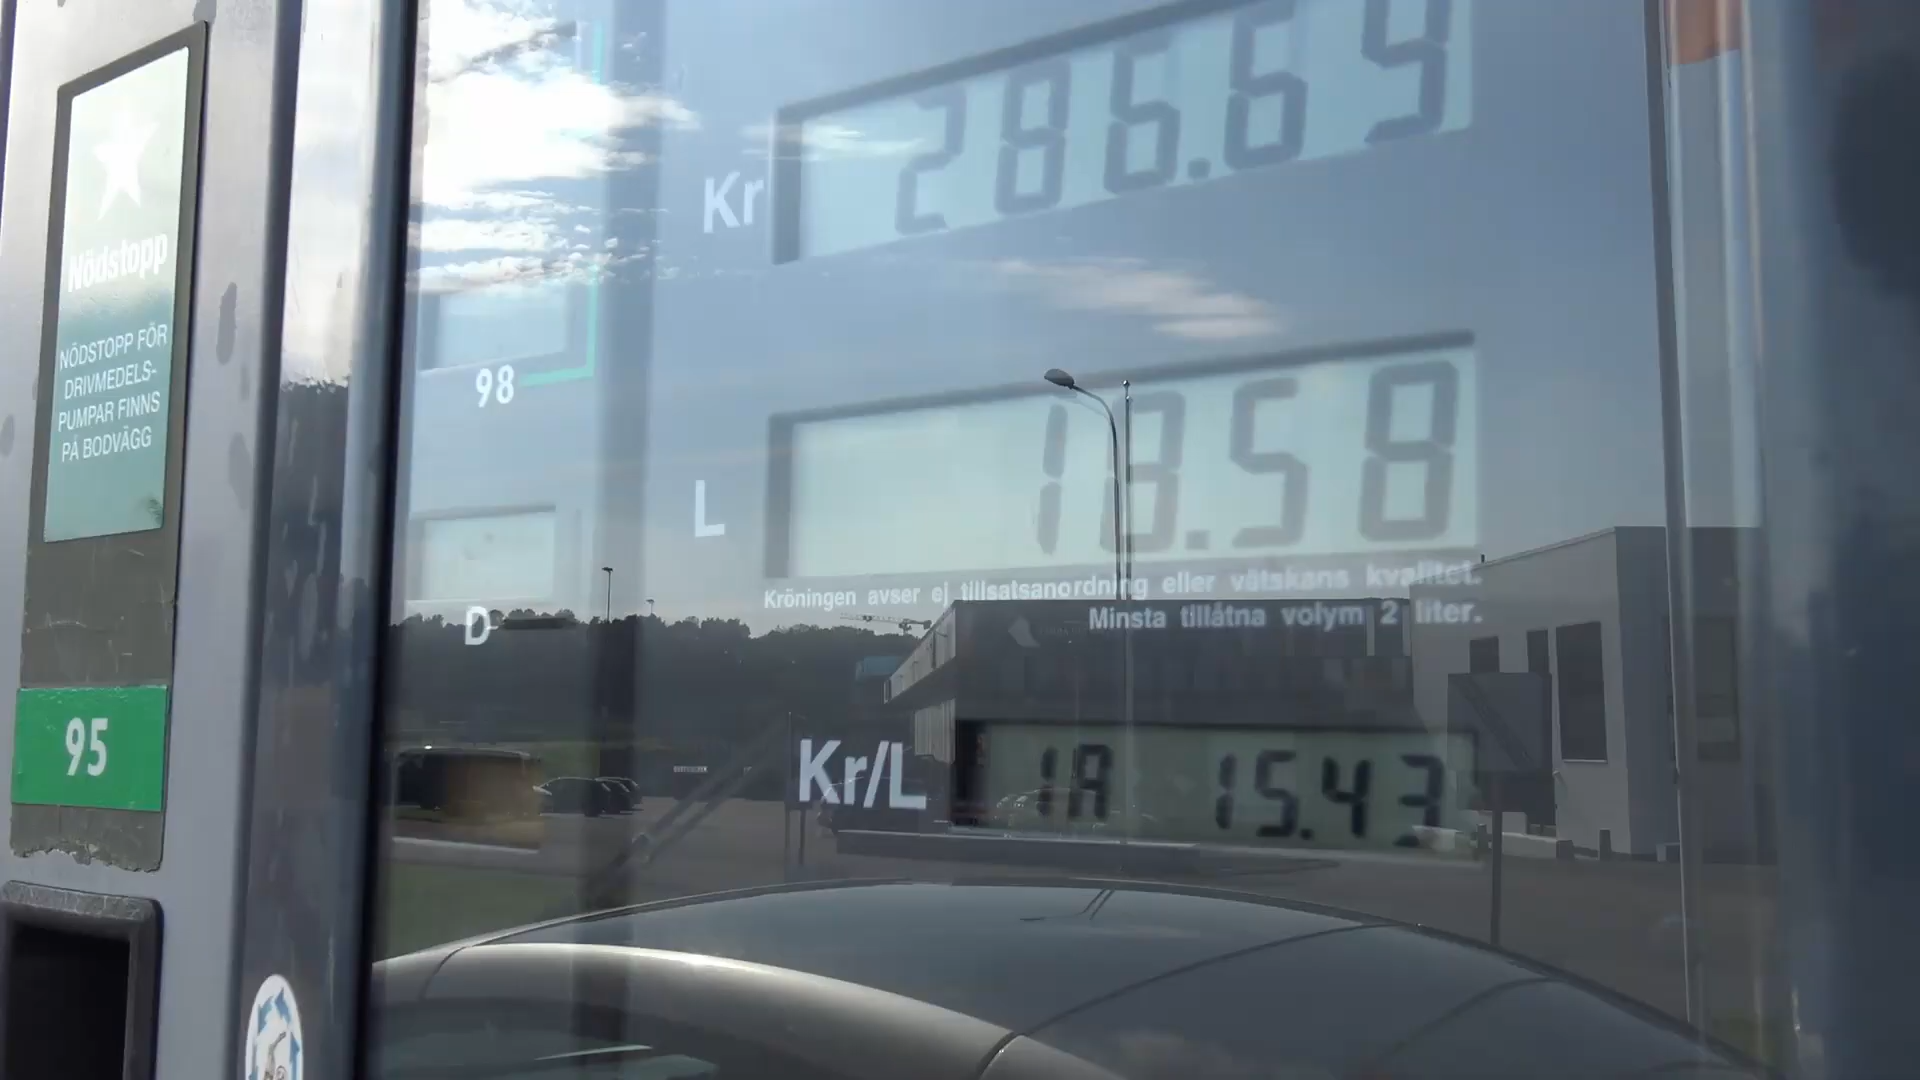 Nödstopp
NÖDSTOPP FÖR
DRIVMEDELS-
PUMPAR FINNS
PÅ BODVÄGG
95
98
D
Kr 286.69
L 18.58
Kröningen avser ej tillsatsanordning eller vätskans kvalitet.
Minsta tillåtna volym 2 liter.
Kr/L 1A 15.43